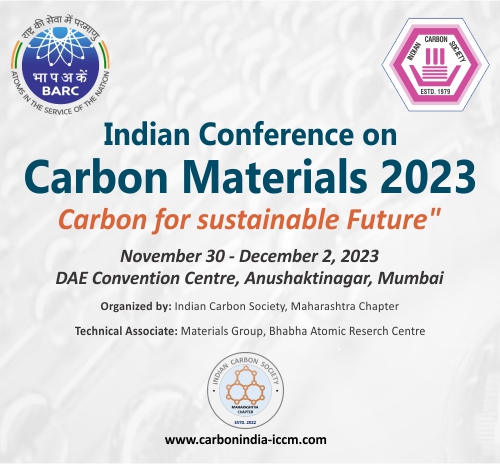 राष्ट्र की सेवा में परमाणु
भा प अ कें
BARC
ATOMS IN THE SERVICE OF THE NATION
INDIAN CARBON SOCIETY
ESTD. 1979
Indian Conference on
Carbon Materials 2023
Carbon for sustainable Future"
November 30 - December 2, 2023
DAE Convention Centre, Anushaktinagar, Mumbai
Organized by: Indian Carbon Society, Maharashtra Chapter
Technical Associate: Materials Group, Bhabha Atomic Reserch Centre
INDIAN CARBON SOCIETY
MAHARASHTRA
CHAPTER
ESTD. 2022
www.carbonindia-iccm.com